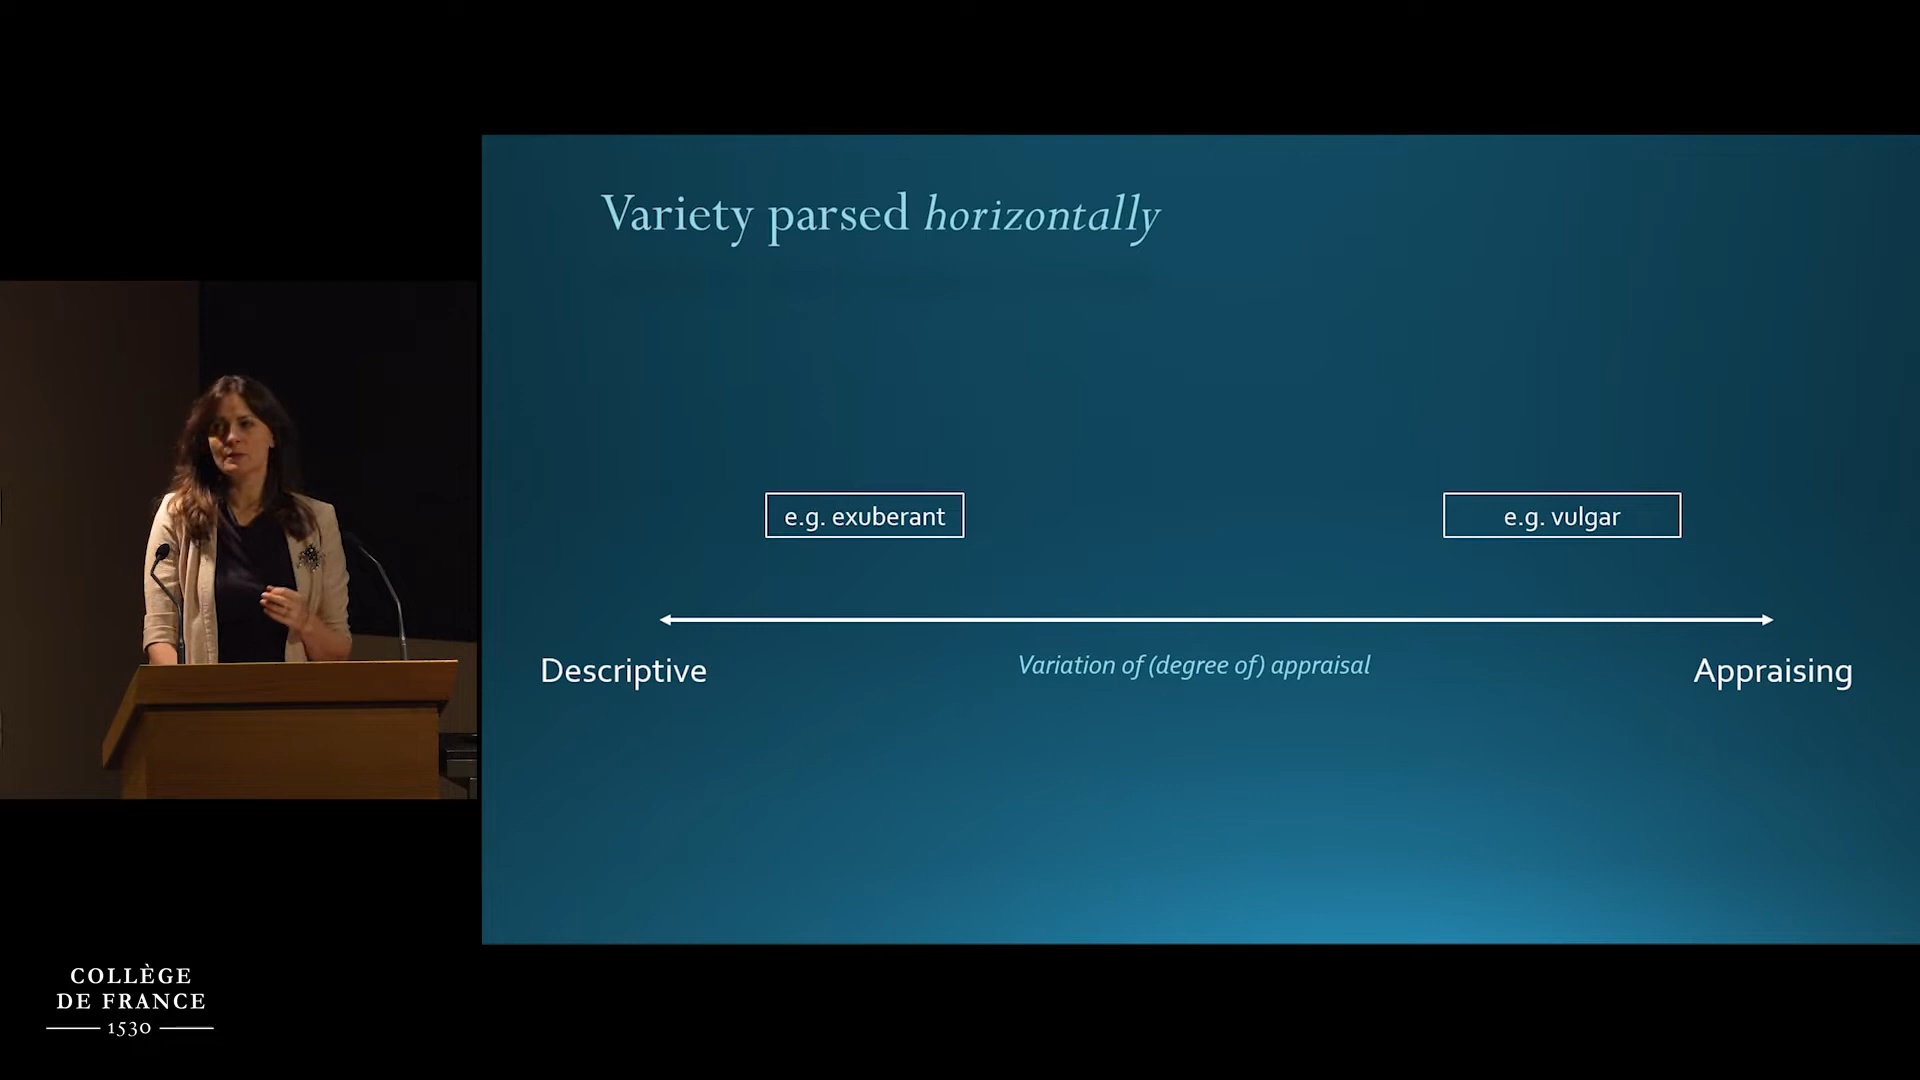 Variety parsed horizontally
e.g. exuberant
e.g. vulgar
Descriptive
Variation of (degree of) appraisal
Appraising
COLLÈGE
DE FRANCE
1530